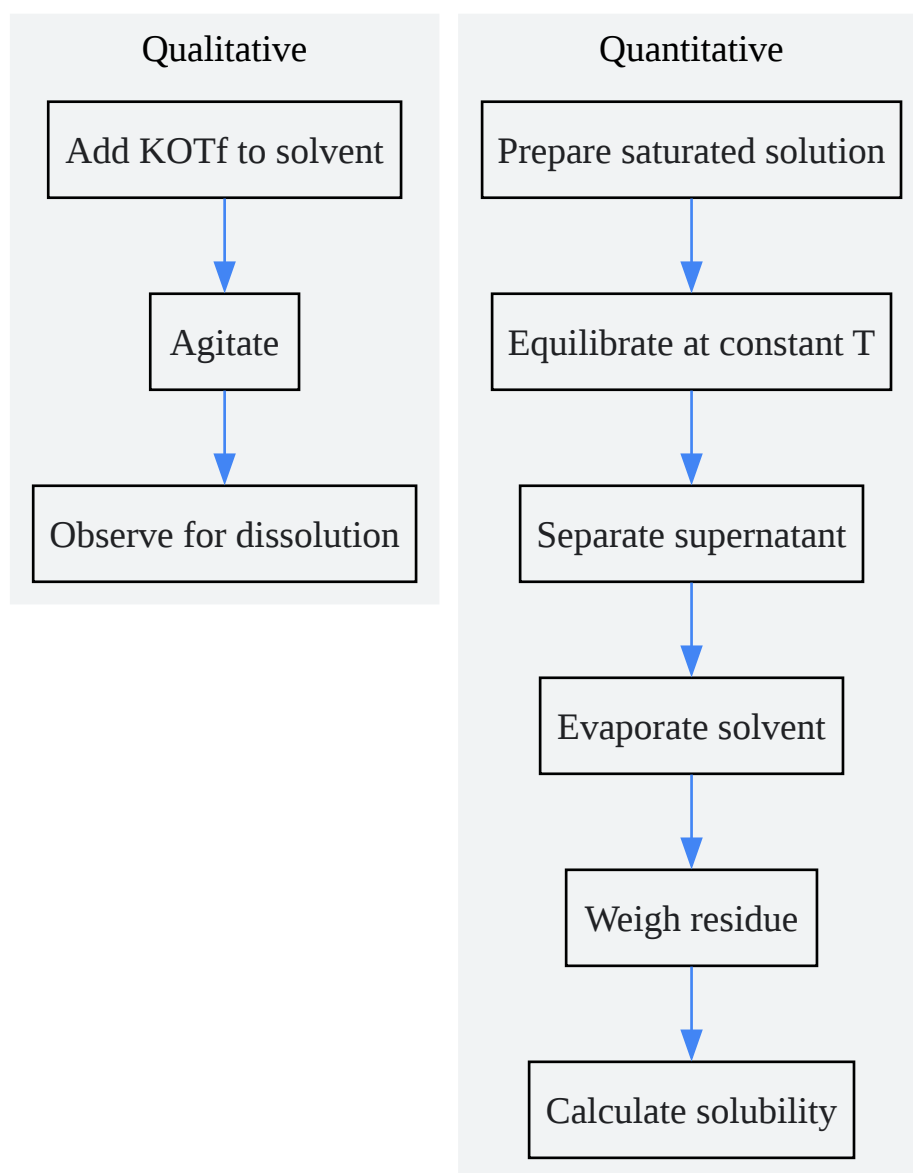 Qualitative
Add KOTf to solvent
Agitate
Observe for dissolution
Quantitative
Prepare saturated solution
Equilibrate at constant T
Separate supernatant
Evaporate solvent
Weigh residue
Calculate solubility